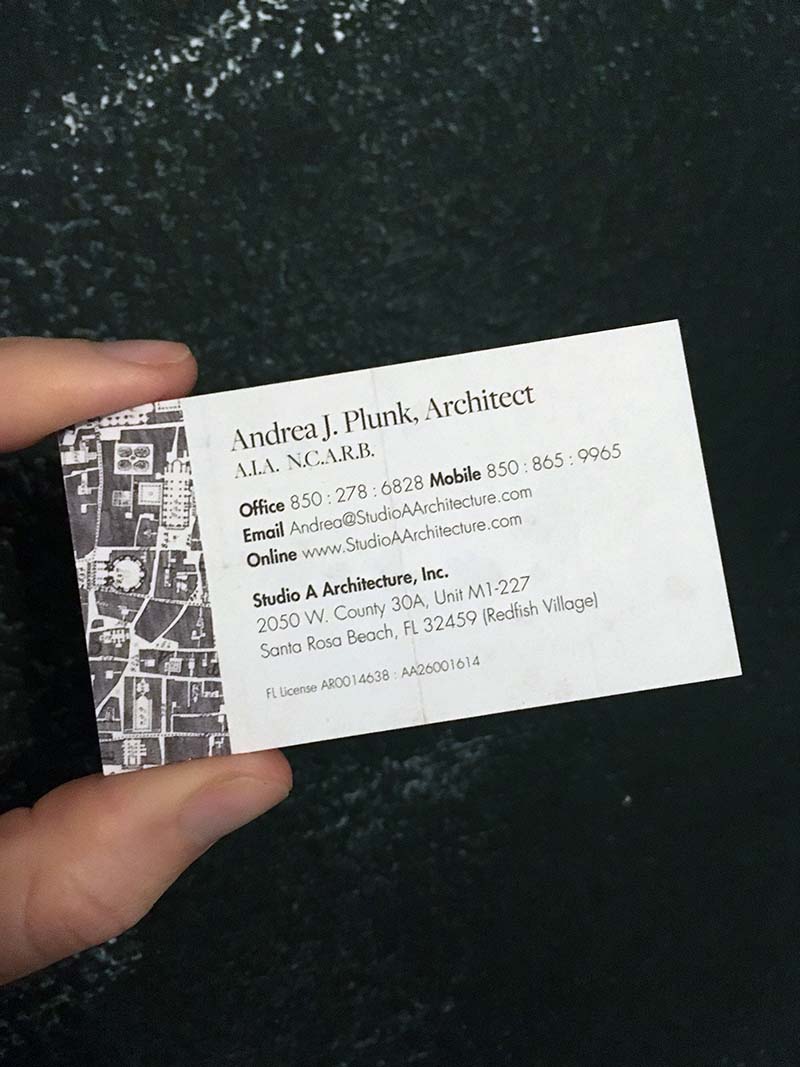 Andrea J. Plunk, Architect
A.I.A. N.C.A.R.B.
Office 850 : 278 : 6828 Mobile 850 : 865 : 9965
Email Andrea@StudioAArchitecture.com
Online www.StudioAArchitecture.com
Studio A Architecture, Inc.
2050 W. County 30A, Unit M1-227
Santa Rosa Beach, FL 32459 (Redfish Village)
FL License AR0014638 : AA26001614